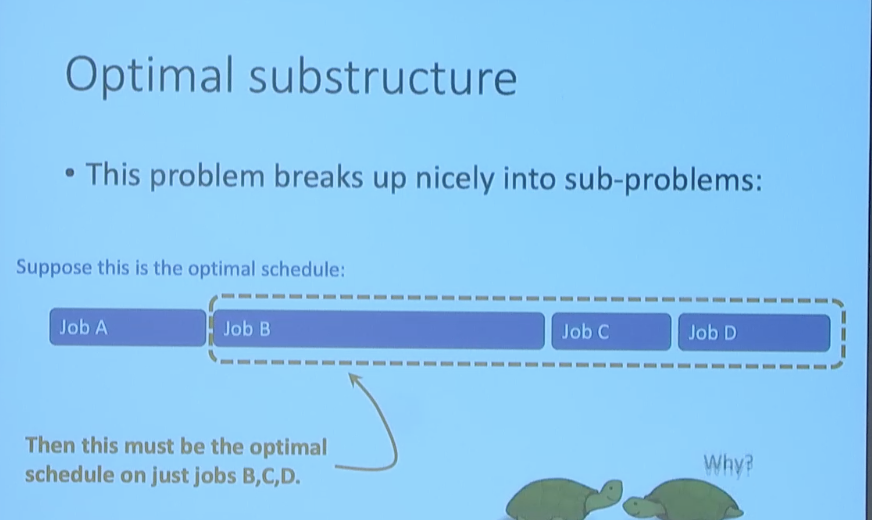 Optimal substructure
• This problem breaks up nicely into sub-problems:
Suppose this is the optimal schedule:
Job A
Job B
Job C
Job D
Then this must be the optimal
schedule on just jobs B,C,D.
Why?